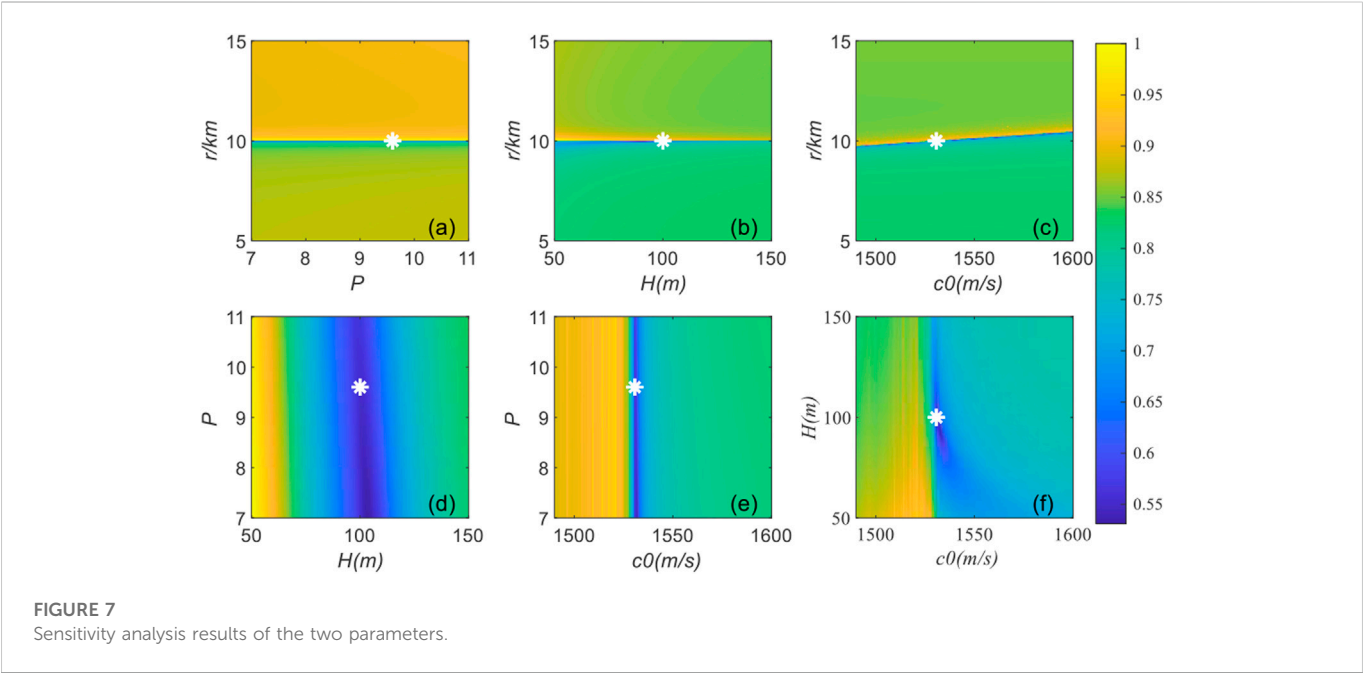 15
r/km
10
5
(a)
7 8 9 10 11
P
15
r/km
10
5
(b)
50 100 150
H(m)
15
r/km
10
5
(c)
1500 1550 1600
c0(m/s)
1
0.95
0.9
0.85
0.8
0.75
0.7
0.65
0.6
0.55
11
10
P
9
8
7
(d)
50 100 150
H(m)
11
10
P
9
8
7
(e)
1500 1550 1600
c0(m/s)
150
H(m)
100
50
(f)
1500 1550 1600
c0(m/s)
FIGURE 7
Sensitivity analysis results of the two parameters.